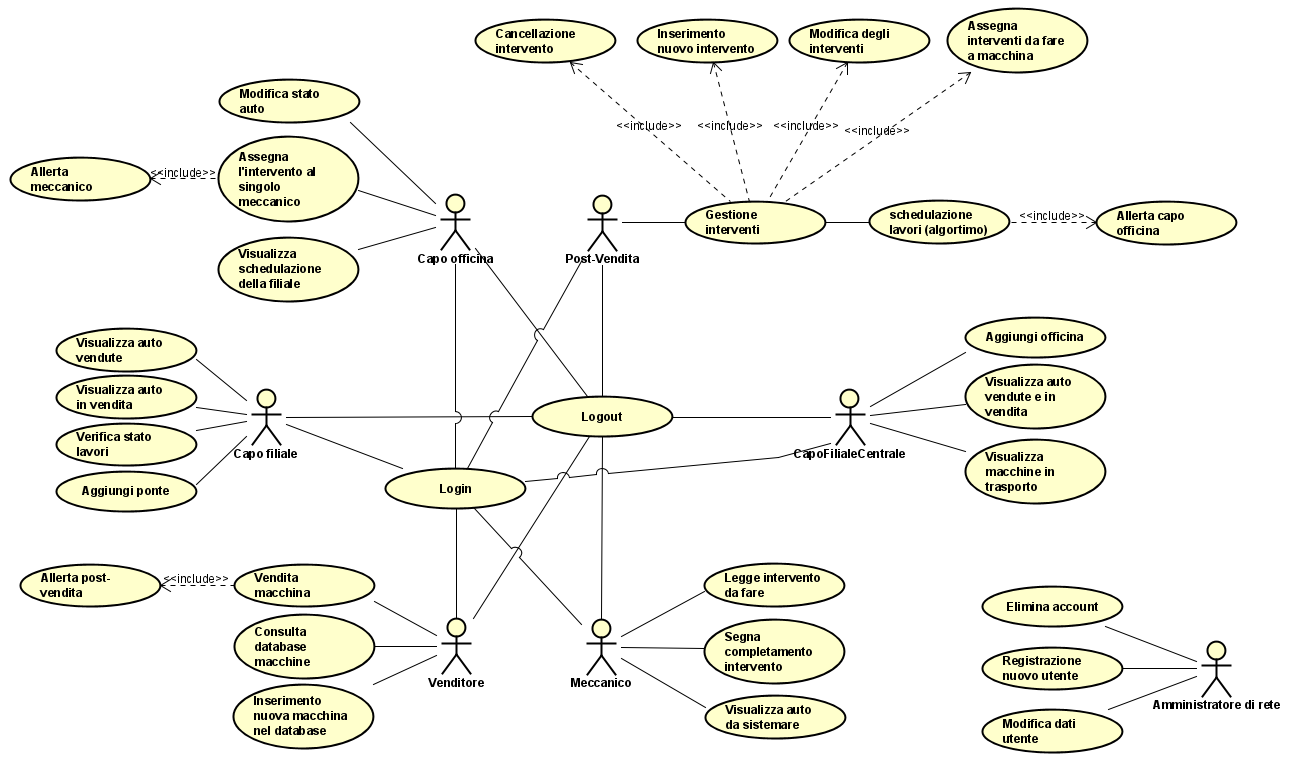 Cancellazione
intervento
Inserimento
nuovo intervento
Modifica degli
interventi
Assegna
interventi da fare
a macchina
Modifica stato
auto
<<include>>
<<include>>
<<include>>
<<include>>
Allerta
meccanico
<<include>>
Assegna
l'intervento al
singolo
meccanico
Gestione
interventi
schedulazione
lavori (algortimo)
<<include>>
Allerta capo
officina
Visualizza
schedulazione
della filiale
Capo officina
Post-Vendita
Visualizza auto
vendute
Visualizza auto
in vendita
Verifica stato
lavori
Aggiungi ponte
Capo filiale
Logout
Login
CapoFilialeCentrale
Aggiungi officina
Visualizza auto
vendute e in
vendita
Visualizza
macchine in
trasporto
Allerta post-
vendita
<<include>>
Vendita
macchina
Consulta
database
macchine
Inserimento
nuova macchina
nel database
Venditore
Meccanico
Legge intervento
da fare
Segna
completamento
intervento
Visualizza auto
da sistemare
Elimina account
Registrazione
nuovo utente
Modifica dati
utente
Amministratore di rete